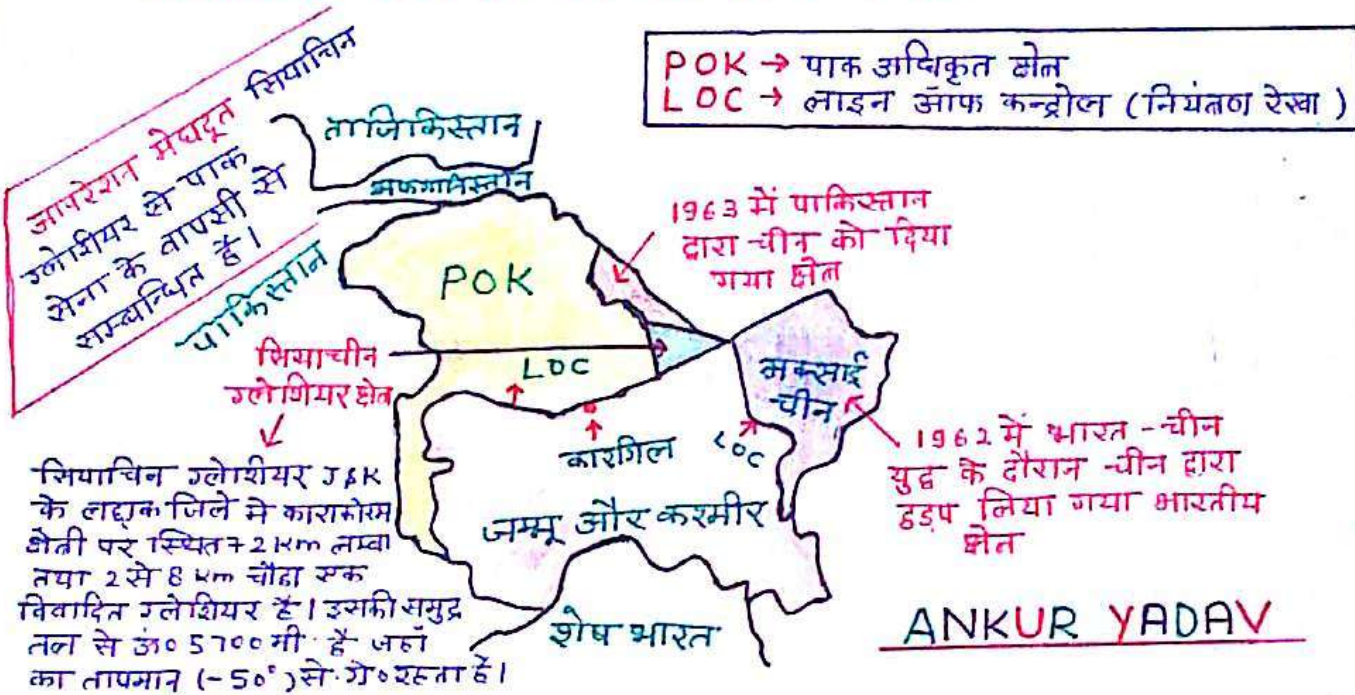 POK → पाक अधिकृत क्षेत्र
LOC → लाइन ऑफ कन्ट्रोल (नियंत्रण रेखा)
आपरेशन मेघदूत सियाचिन
ग्लेशियर से पाक
सेना के वापसी से
सम्बन्धित है।
ताजिकिस्तान
अफगानिस्तान
पाकिस्तान
POK
1963 में पाकिस्तान
द्वारा चीन को दिया
गया क्षेत्र
सियाचीन
ग्लेशियर क्षेत्र
LOC
अक्साई
चीन
कारगिल
LOC
1962 में भारत-चीन
युद्ध के दौरान चीन द्वारा
हड़प लिया गया भारतीय
क्षेत्र
जम्मू और कश्मीर
सियाचिन ग्लेशियर J&K
के लद्दाक जिले मे काराकोरम
श्रेणी पर स्थित 72 km लम्बा
तथा 2 से 8 km चौडा एक
विवादित ग्लेशियर है। इसकी समुद्र
तल से ऊं० 5700 मी. है जहाँ
का तापमान (-50°) से. ग्रे० रहता है।
शेष भारत
ANKUR YADAV